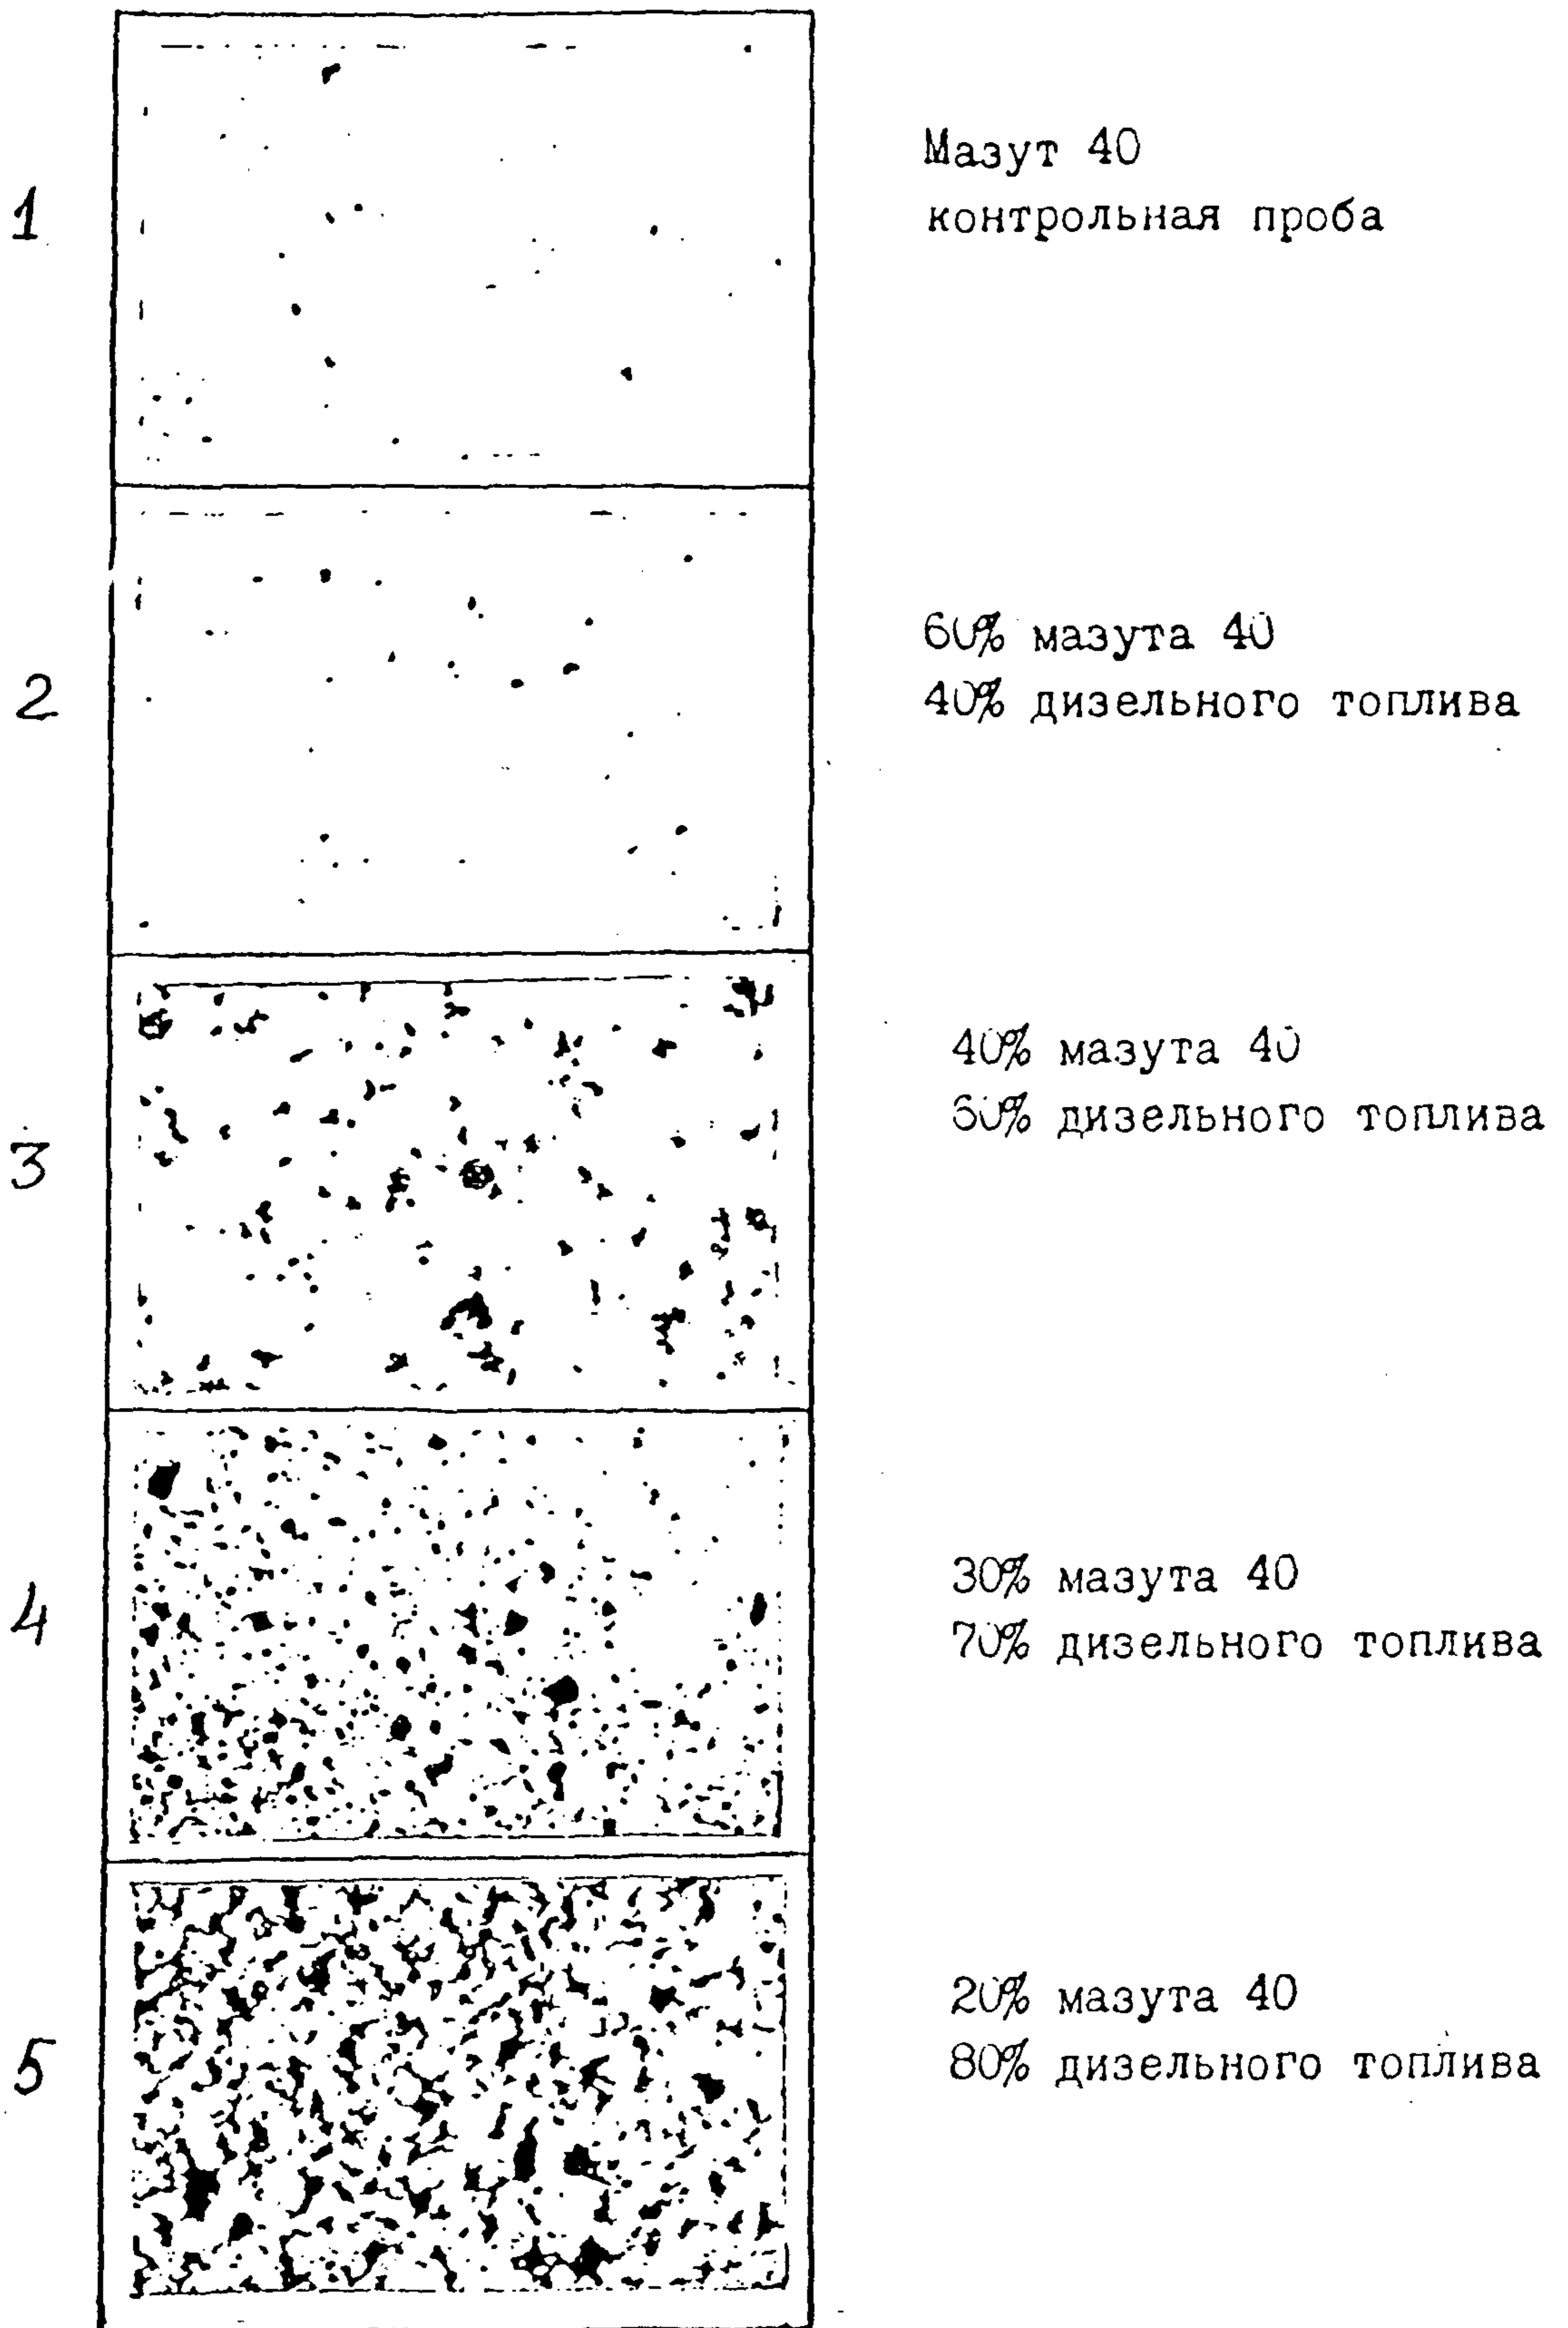 1
Мазут 40
контрольная проба
2
60% мазута 40
40% дизельного топлива
3
40% мазута 40
60% дизельного топлива
4
30% мазута 40
70% дизельного топлива
5
20% мазута 40
80% дизельного топлива